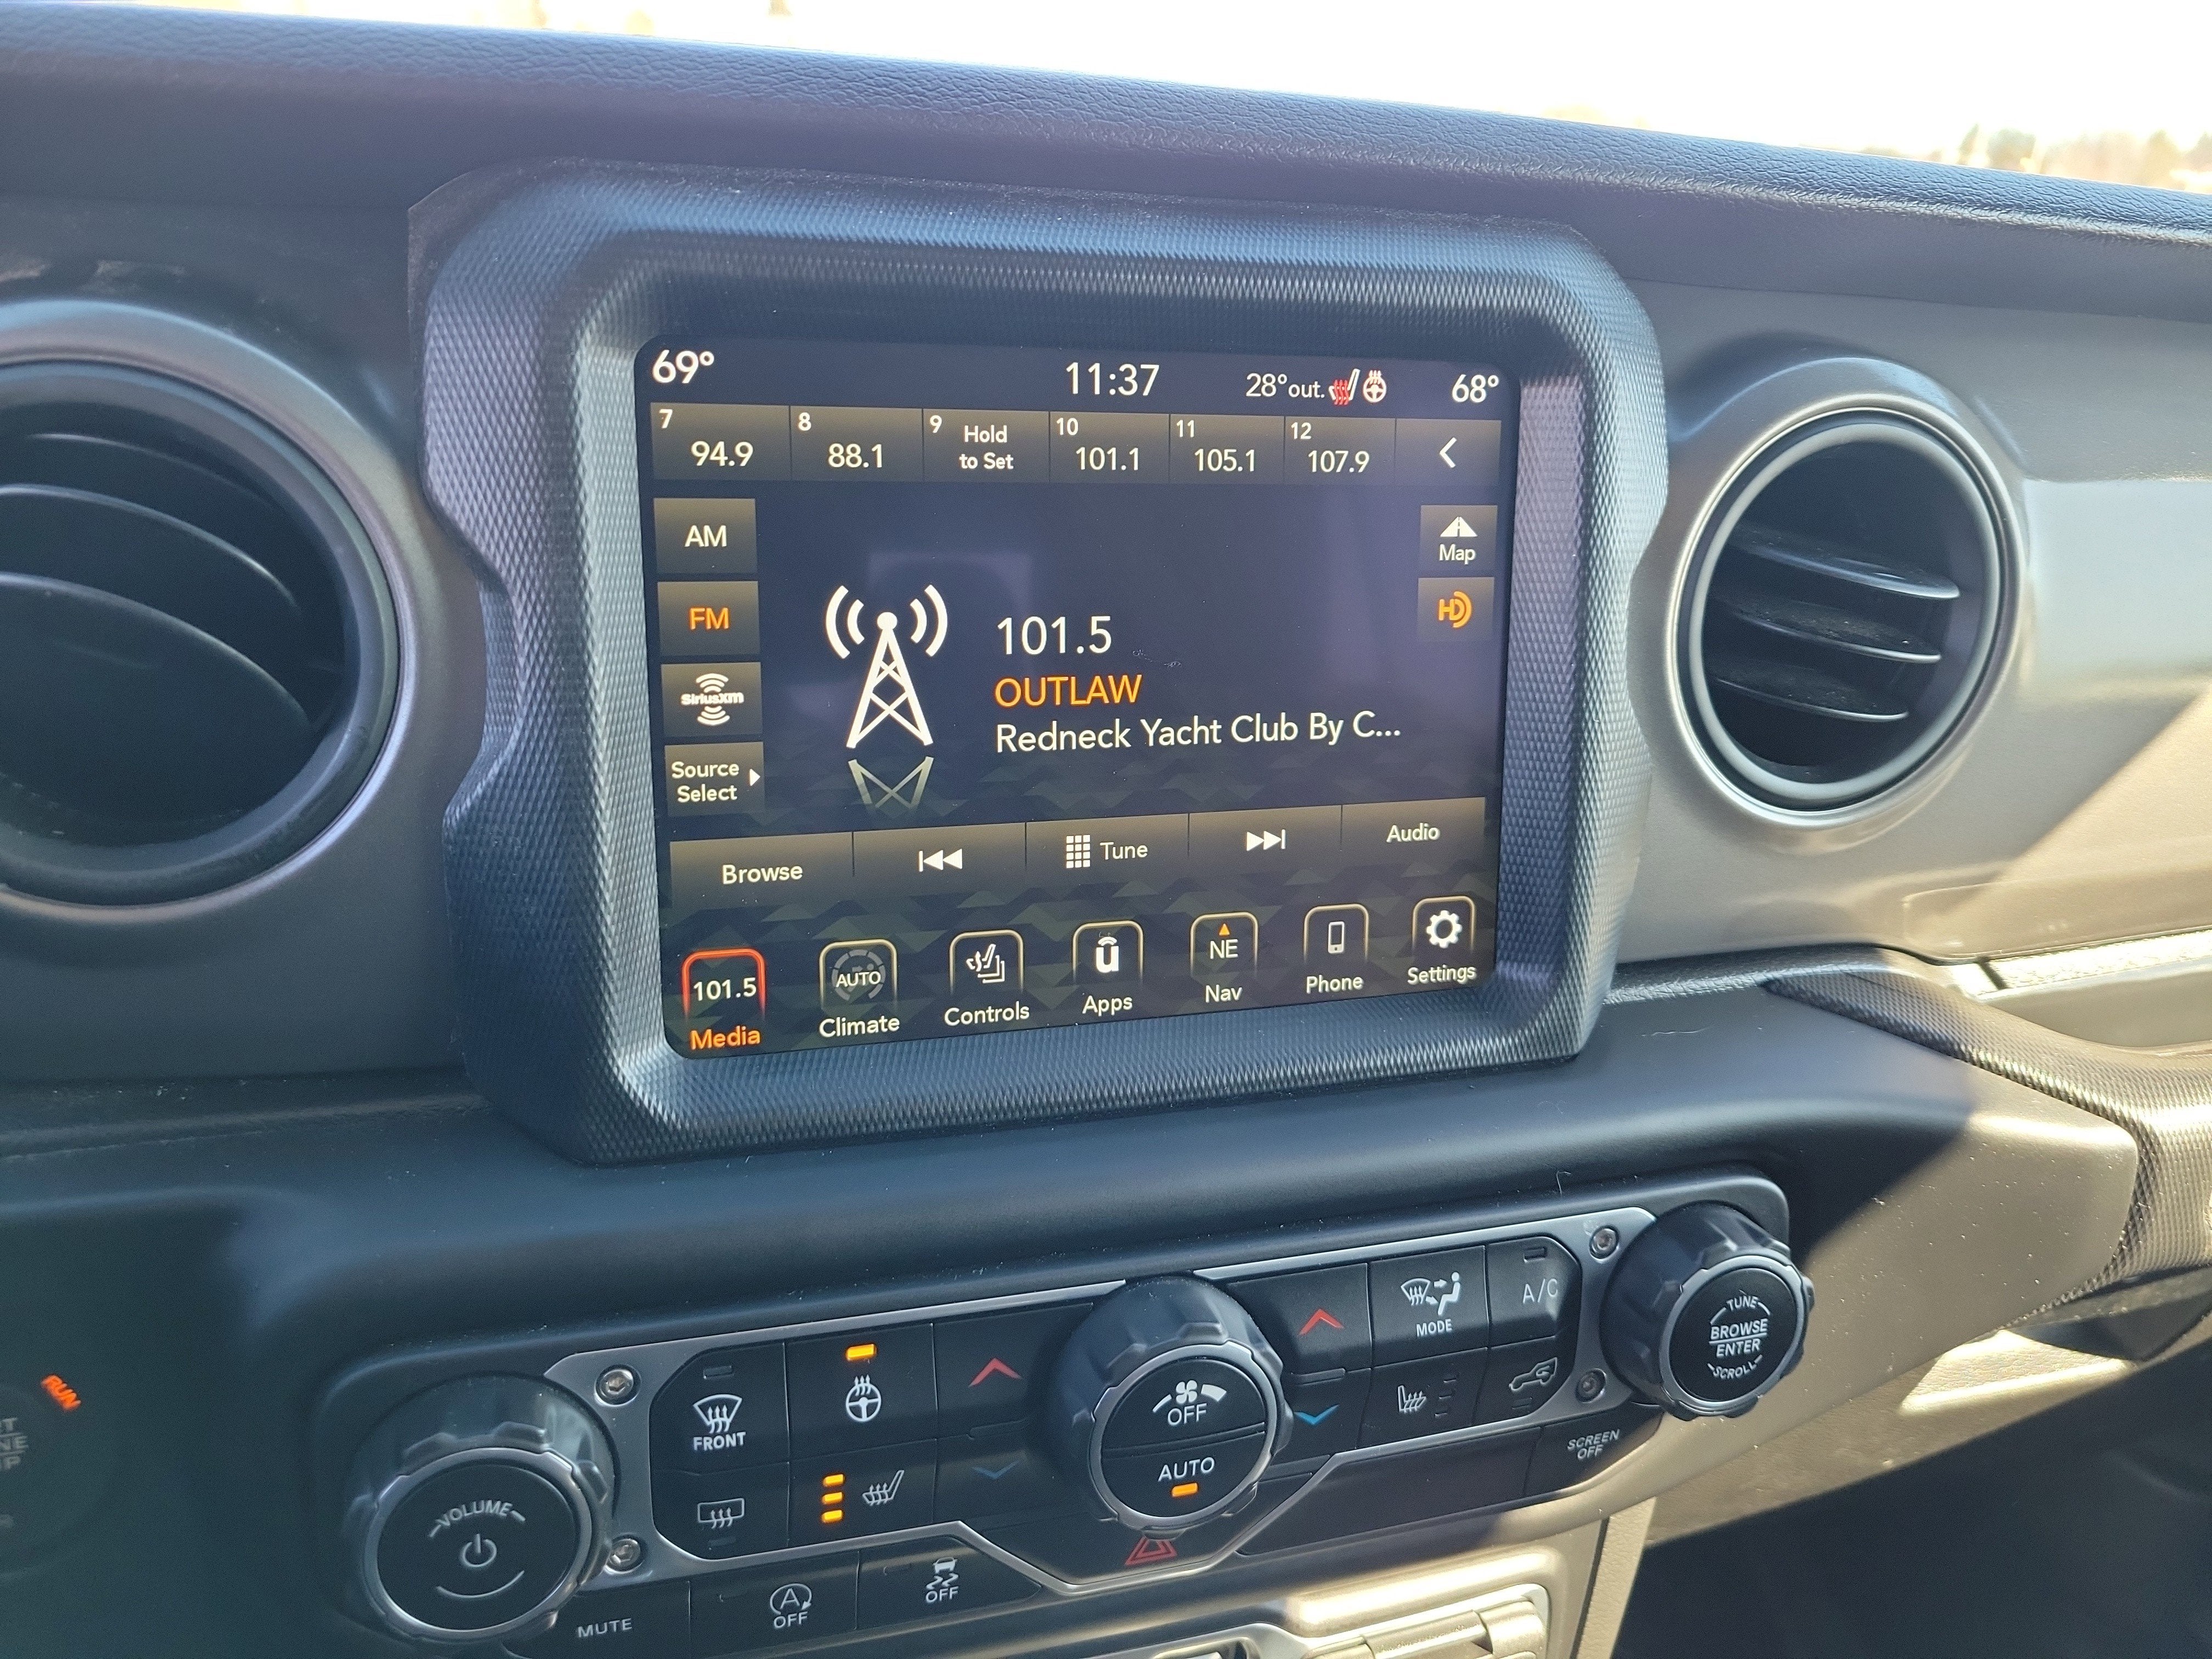 69°
11:37
28°out.
68°
7
94.9
8
88.1
9
Hold
to Set
10
101.1
11
105.1
12
107.9
AM
Map
FM
HD
101.5
SiriusXM
OUTLAW
Redneck Yacht Club By C...
Source
Select
Browse
Tune
Audio
101.5
Media
AUTO
Climate
Controls
ū
Apps
NE
Nav
Phone
Settings
RUN
VOLUME
FRONT
OFF
AUTO
MODE
A/C
TUNE
BROWSE
ENTER
SCROLL
SCREEN
OFF
MUTE
A
OFF
OFF